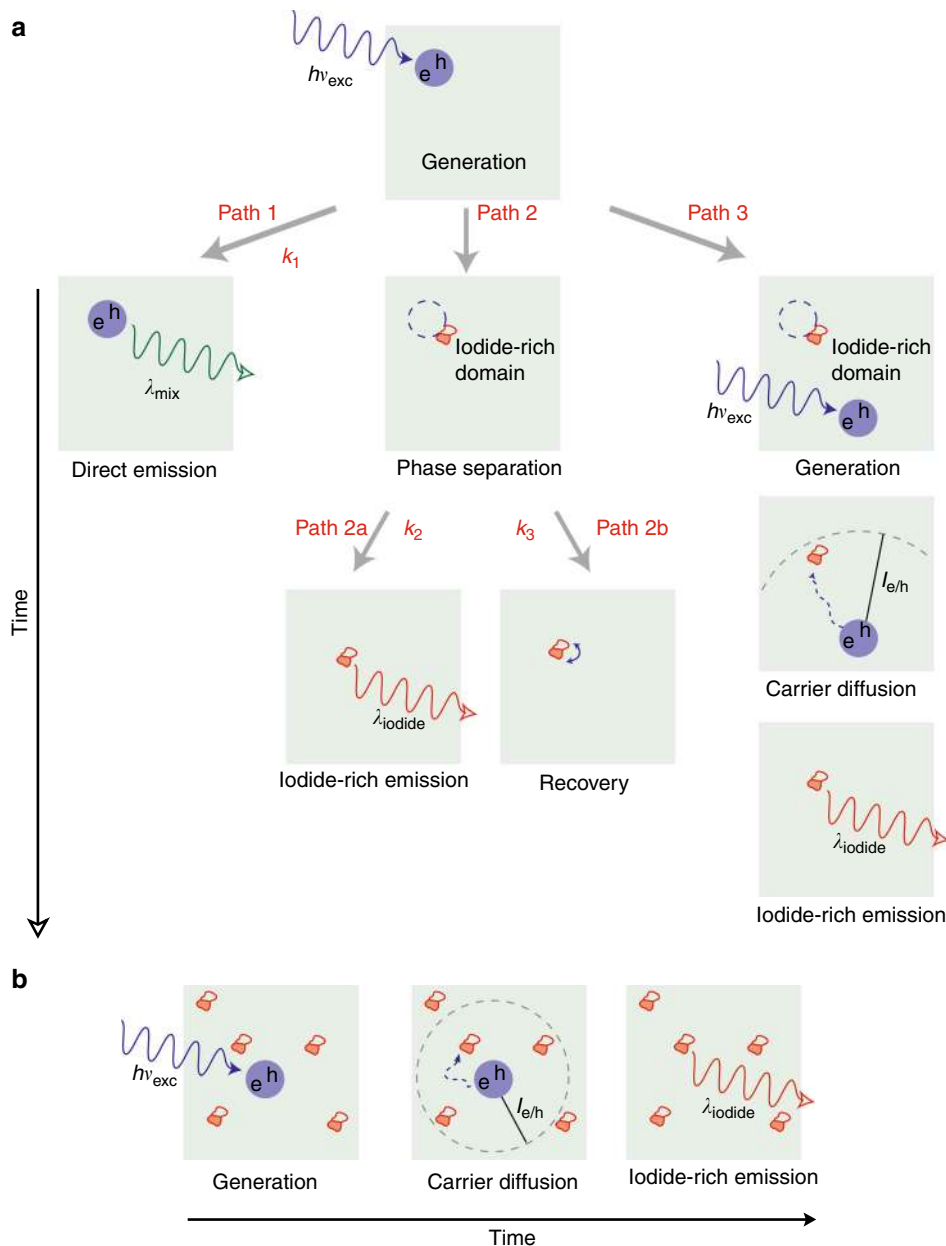 a
e h
hνexc
Generation
Path 1
Path 2
Path 3
k1
e h
λmix
Direct emission
Iodide-rich
domain
Phase separation
Iodide-rich
domain
hνexc
e h
Generation
Path 2a
k2
k3
Path 2b
λiodide
Iodide-rich emission
Recovery
le/h
e h
Carrier diffusion
λiodide
Iodide-rich emission
Time
b
hνexc
e h
Generation
e h
le/h
Carrier diffusion
λiodide
Iodide-rich emission
Time